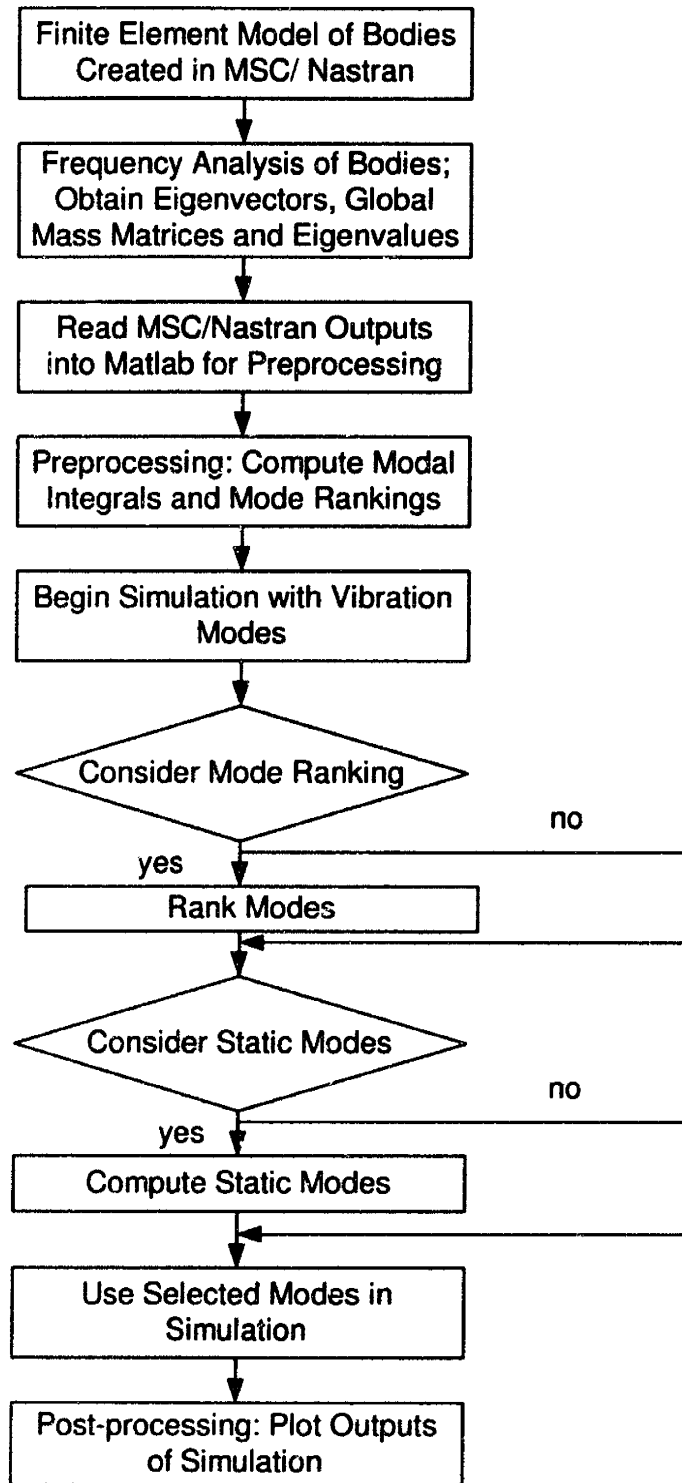 Finite Element Model of Bodies
Created in MSC/ Nastran
Frequency Analysis of Bodies;
Obtain Eigenvectors, Global
Mass Matrices and Eigenvalues
Read MSC/Nastran Outputs
into Matlab for Preprocessing
Preprocessing: Compute Modal
Integrals and Mode Rankings
Begin Simulation with Vibration
Modes
Consider Mode Ranking
no
yes
Rank Modes
Consider Static Modes
no
yes
Compute Static Modes
Use Selected Modes in
Simulation
Post-processing: Plot Outputs
of Simulation